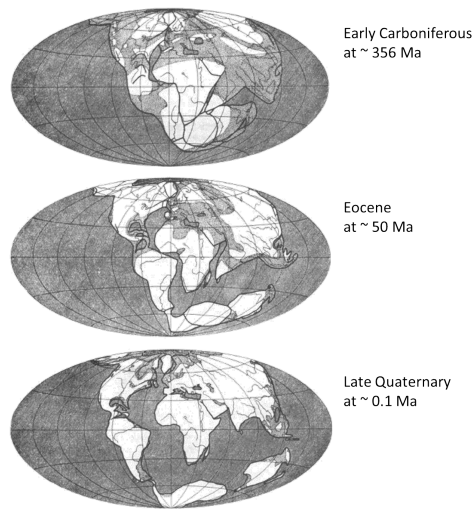 Early Carboniferous
at ~ 356 Ma
Eocene
at ~ 50 Ma
Late Quaternary
at ~ 0.1 Ma